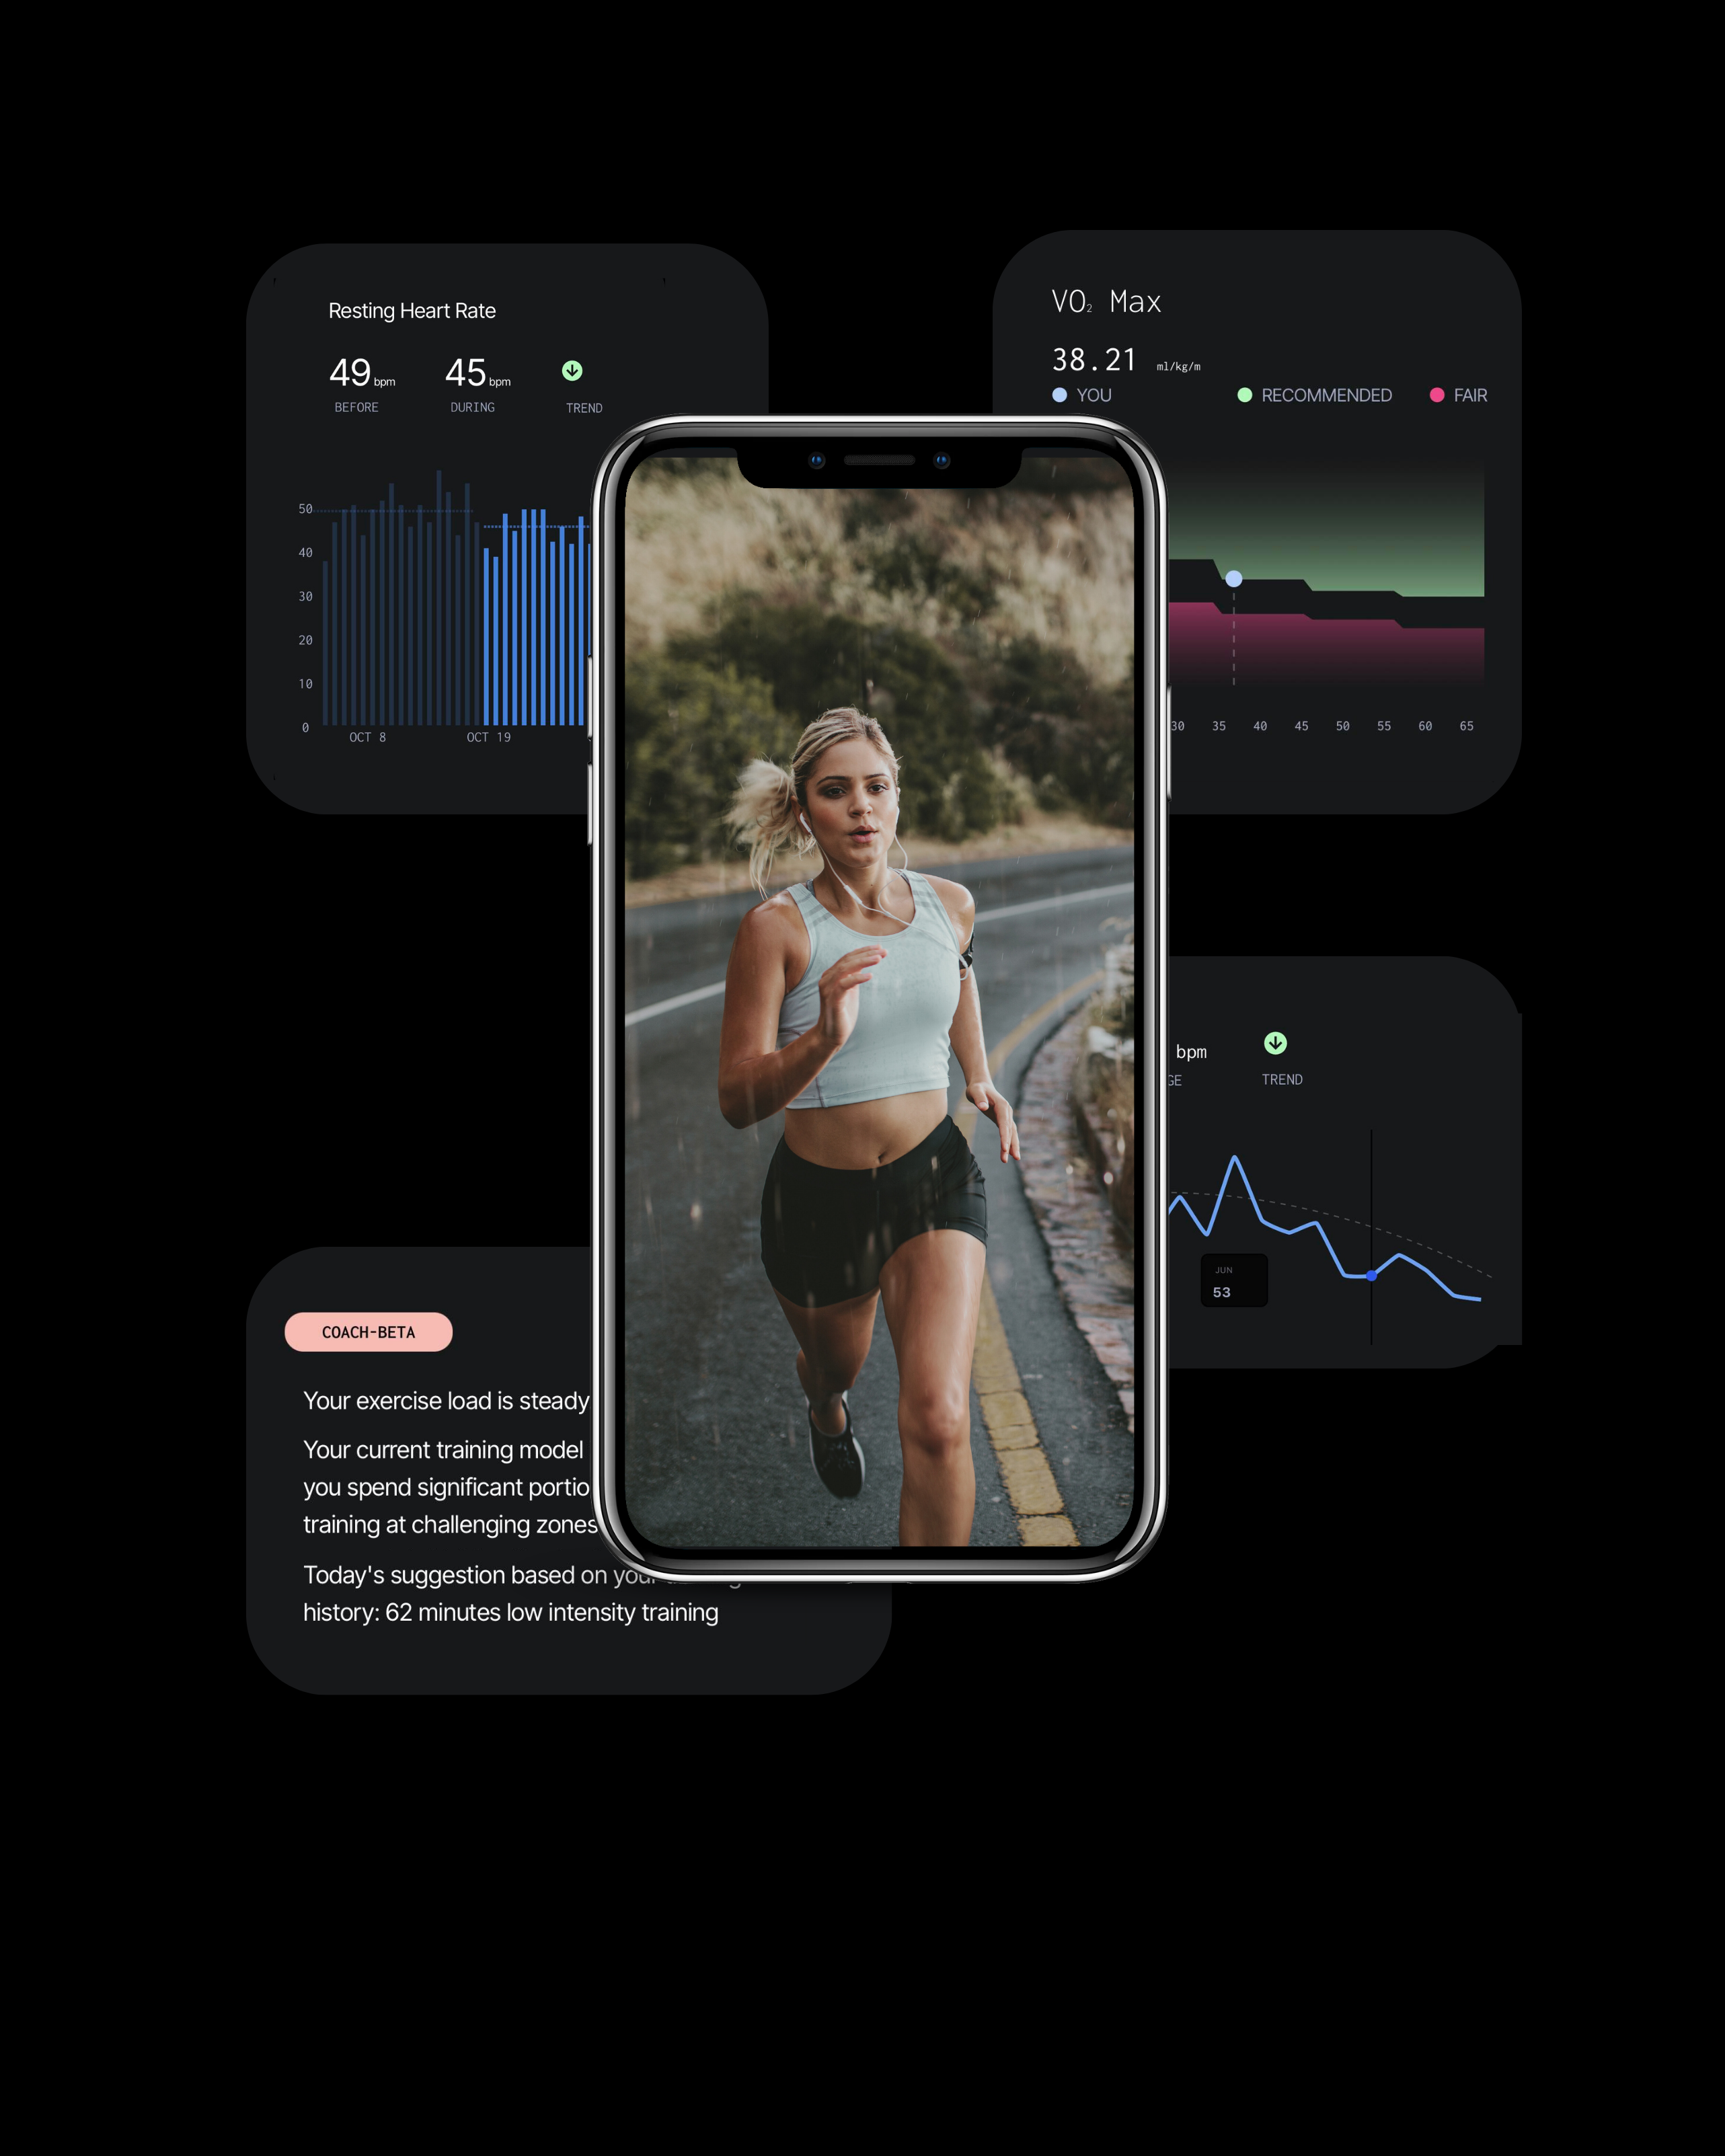 Resting Heart Rate
49 bpm 45 bpm
BEFORE DURING TREND
50
40
30
20
10
0
OCT 8 OCT 19
VO₂ Max
38.21 ml/kg/m
YOU RECOMMENDED FAIR
30 35 40 45 50 55 60 65
bpm
GE TREND
JUN
53
COACH-BETA
Your exercise load is steady
Your current training model
you spend significant portio
training at challenging zones
Today's suggestion based on your
history: 62 minutes low intensity training